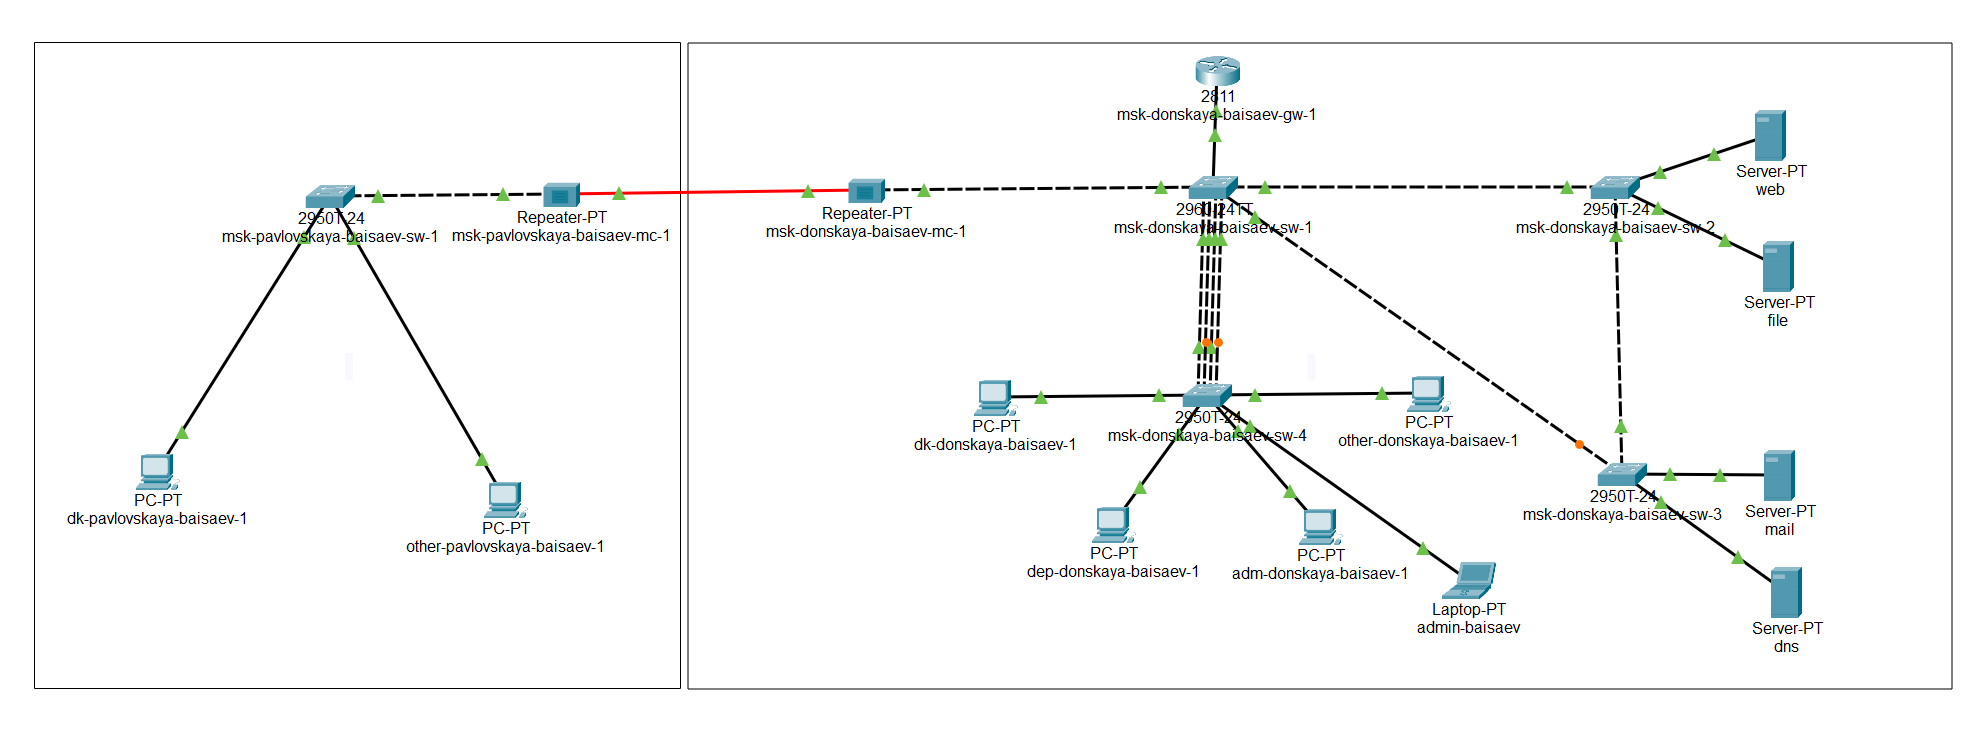 2811
msk-donskaya-baisaev-gw-1
Server-PT
web
2950T-24
msk-pavlovskaya-baisaev-sw-1
Repeater-PT
msk-pavlovskaya-baisaev-mc-1
Repeater-PT
msk-donskaya-baisaev-mc-1
2960-24TT
msk-donskaya-baisaev-sw-1
2950T-24
msk-donskaya-baisaev-sw-2
Server-PT
file
2950T-24
msk-donskaya-baisaev-sw-4
PC-PT
dk-donskaya-baisaev-1
PC-PT
other-donskaya-baisaev-1
PC-PT
dk-pavlovskaya-baisaev-1
PC-PT
other-pavlovskaya-baisaev-1
2950T-24
msk-donskaya-baisaev-sw-3
Server-PT
mail
PC-PT
dep-donskaya-baisaev-1
PC-PT
adm-donskaya-baisaev-1
Laptop-PT
admin-baisaev
Server-PT
dns